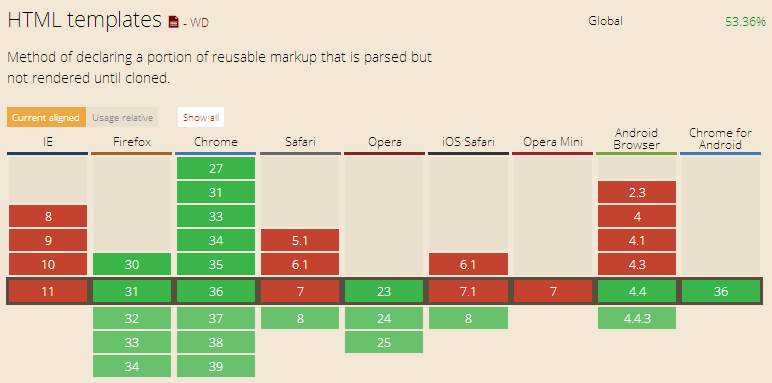 HTML templates - WD Global 53.36%
Method of declaring a portion of reusable markup that is parsed but
not rendered until cloned.
Current aligned Usage relative Show all
IE Firefox Chrome Safari Opera iOS Safari Opera Mini Android Browser Chrome for Android
27
31 2.3
8 33 4
9 34 5.1 4.1
10 30 35 6.1 6.1 4.3
11 31 36 7 23 7.1 7 4.4 36
32 37 8 24 8 4.4.3
33 38 25
34 39